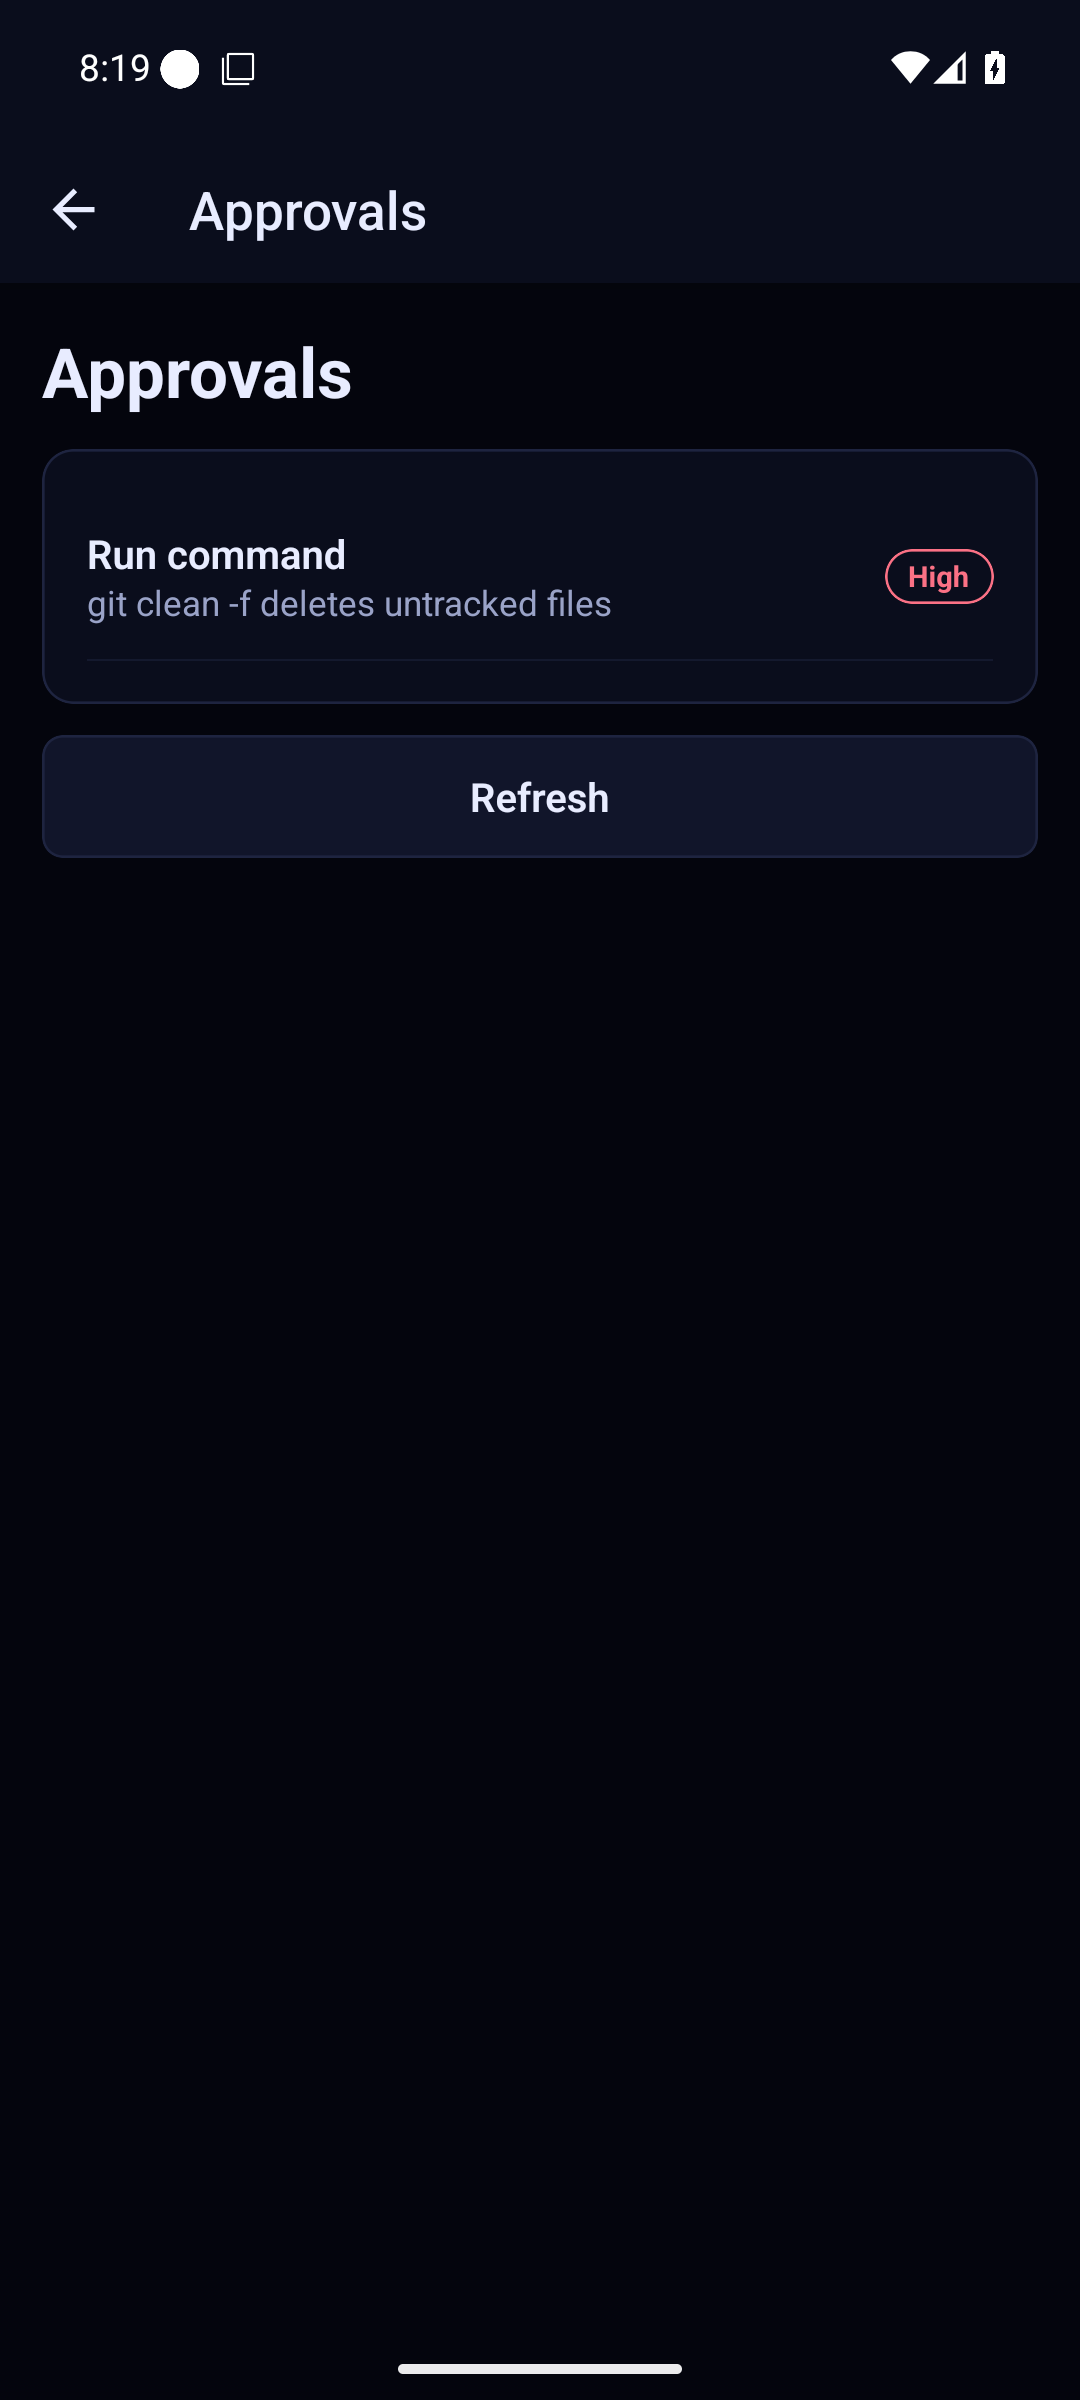 8:19
Approvals
Approvals
Run command
git clean -f deletes untracked files
High
Refresh